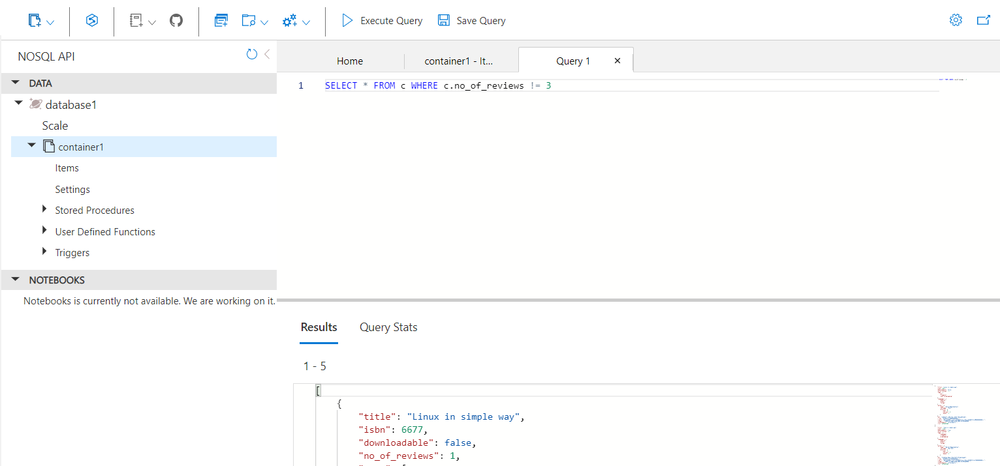 Execute Query Save Query
NOSQL API
DATA
database1
Scale
container1
Items
Settings
Stored Procedures
User Defined Functions
Triggers
NOTEBOOKS
Notebooks is currently not available. We are working on it.
Home container1 - It... Query 1
1 SELECT * FROM c WHERE c.no_of_reviews != 3
Results Query Stats
1 - 5
[
{
"title": "Linux in simple way",
"isbn": 6677,
"downloadable": false,
"no_of_reviews": 1,